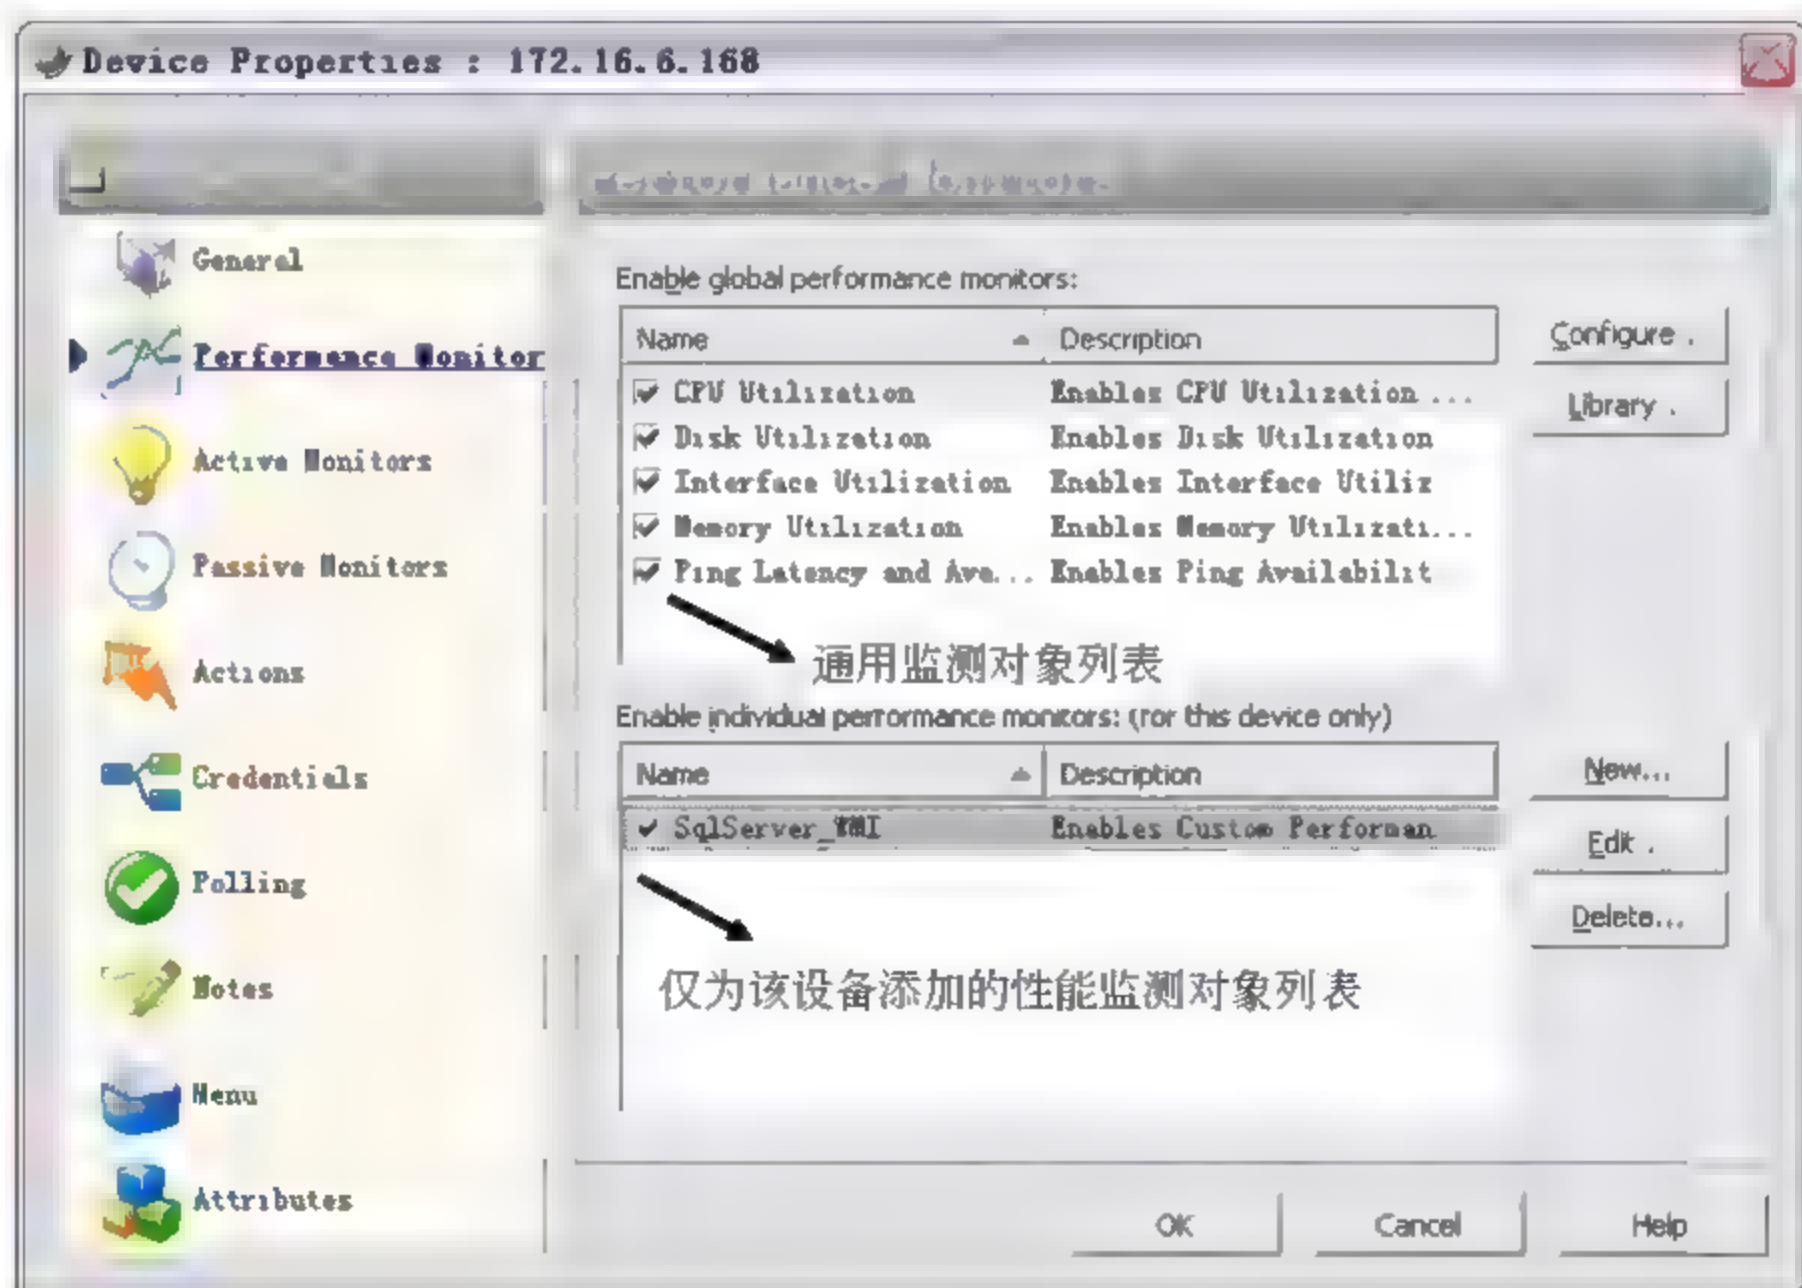 Device Properties : 172.16.6.168
General
Performance Monitor
Active Monitors
Passive Monitors
Actions
Credentials
Polling
Notes
Menu
Attributes
Enable global performance monitors:
Name Description
CPU Utilization Enables CPU Utilization ...
Disk Utilization Enables Disk Utilization
Interface Utilization Enables Interface Utiliz
Memory Utilization Enables Memory Utilizati...
Ping Latency and Ava... Enables Ping Availabilit
Configure .
Library .
通用监测对象列表
Enable individual performance monitors: (for this device only)
Name Description
SqlServer_WMI Enables Custom Performan
New...
Edit .
Delete...
仅为该设备添加的性能监测对象列表
OK Cancel Help